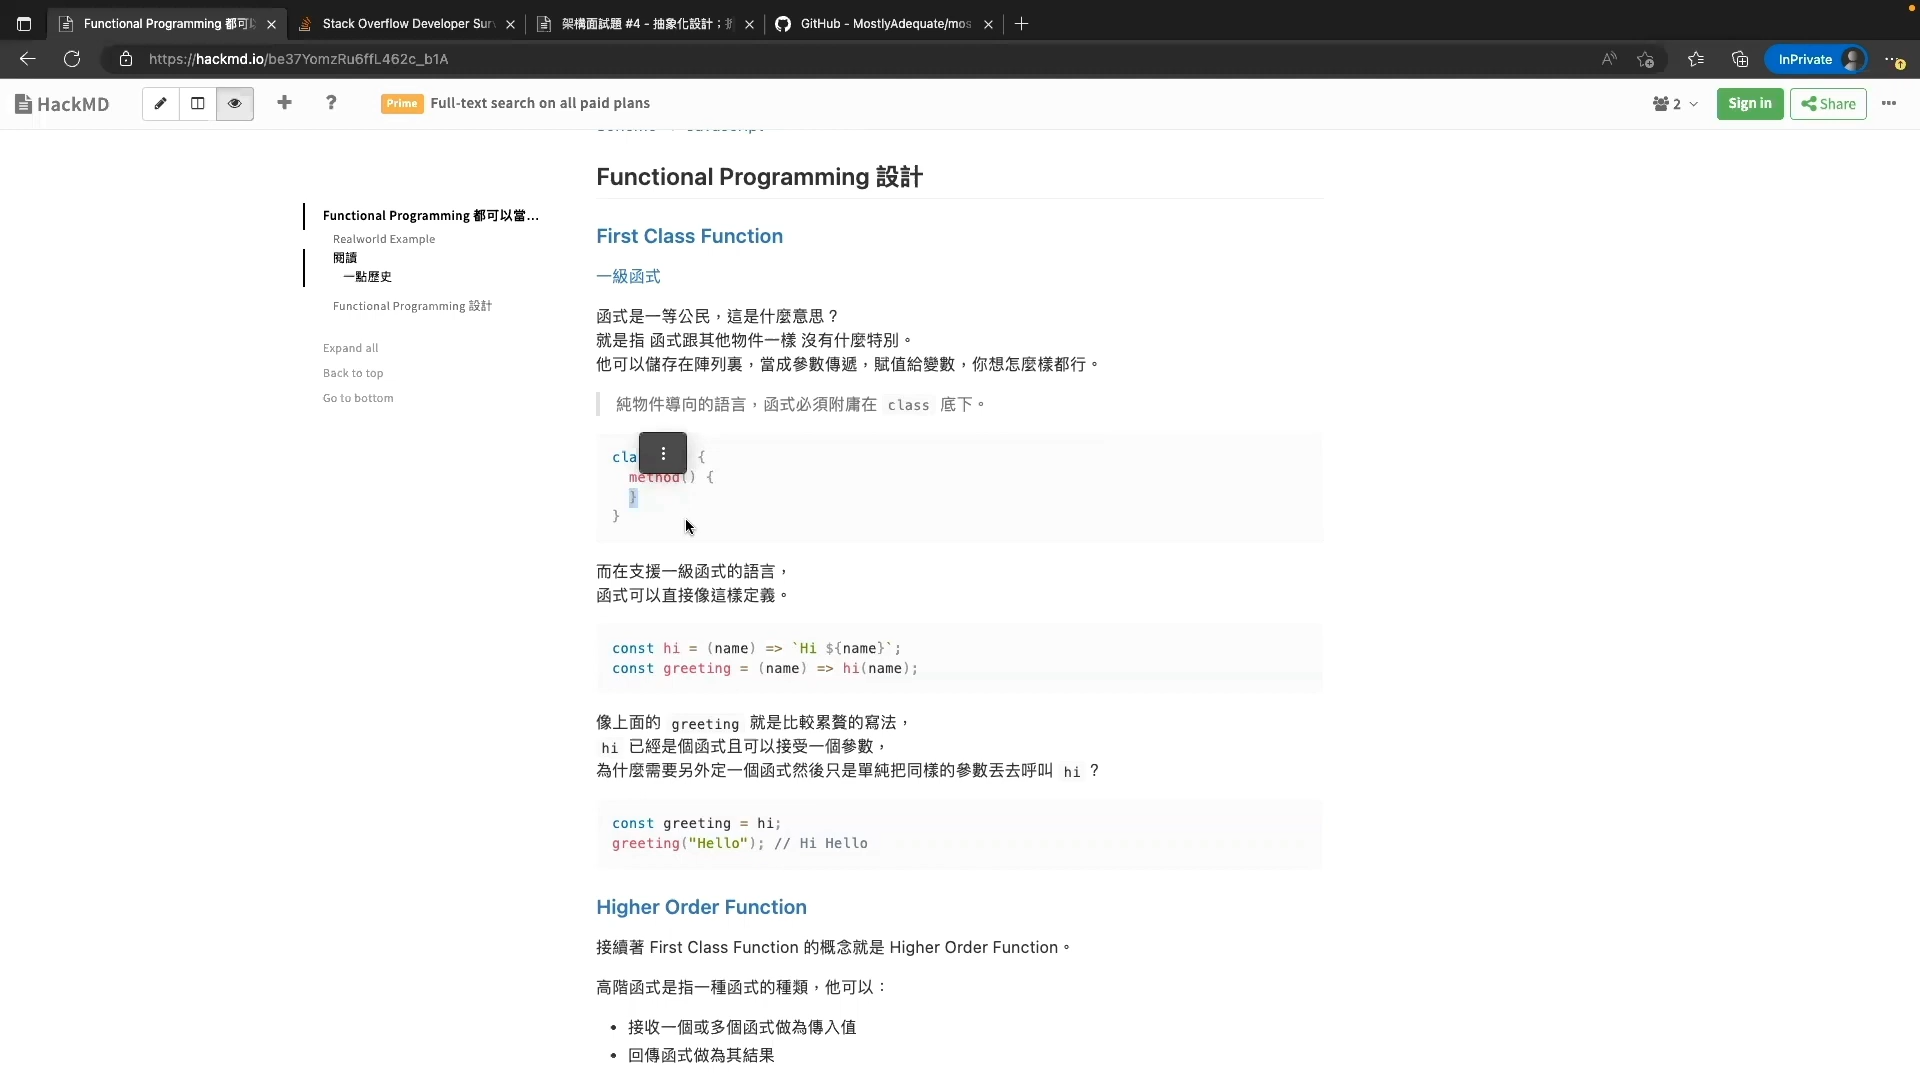 Functional Programming 都可
Stack Overflow Developer Sur
架構面試題 #4 - 抽象化設計；
GitHub - MostlyAdequate/mos
https://hackmd.io/be37YomzRu6ffL462c_b1A
InPrivate
HackMD
?
Prime Full-text search on all paid plans
2
Sign in
Share
Functional Programming 設計
Functional Programming 都可以當…
Realworld Example
閱讀
一點歷史
Functional Programming 設計
Expand all
Back to top
Go to bottom
First Class Function
一級函式
函式是一等公民，這是什麼意思？
就是指 函式跟其他物件一樣 沒有什麼特別。
他可以儲存在陣列裏，當成參數傳遞，賦值給變數，你想怎麼樣都行。
純物件導向的語言，函式必須附庸在 class 底下。
cla {
method() {
}
}
而在支援一級函式的語言，
函式可以直接像這樣定義。
const hi = (name) => `Hi ${name}`;
const greeting = (name) => hi(name);
像上面的 greeting 就是比較累贅的寫法，
hi 已經是個函式且可以接受一個參數，
為什麼需要另外定一個函式然後只是單純把同樣的參數丟去呼叫 hi ？
const greeting = hi;
greeting("Hello"); // Hi Hello
Higher Order Function
接續著 First Class Function 的概念就是 Higher Order Function。
高階函式是指一種函式的種類，他可以：
• 接收一個或多個函式做為傳入值
• 回傳函式做為其結果